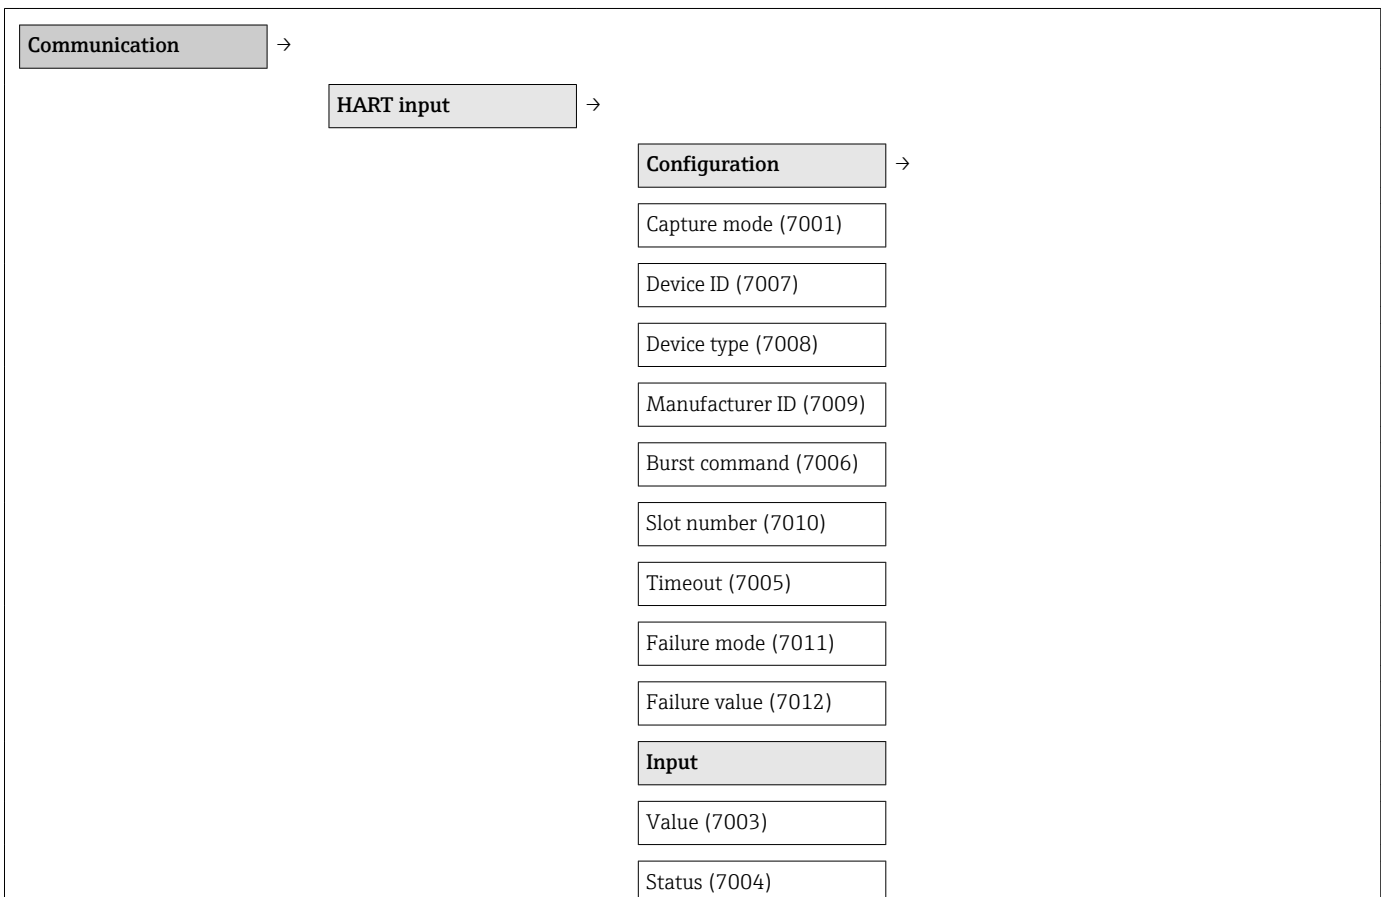 Communication →
HART input →
Configuration →
Capture mode (7001)
Device ID (7007)
Device type (7008)
Manufacturer ID (7009)
Burst command (7006)
Slot number (7010)
Timeout (7005)
Failure mode (7011)
Failure value (7012)
Input
Value (7003)
Status (7004)